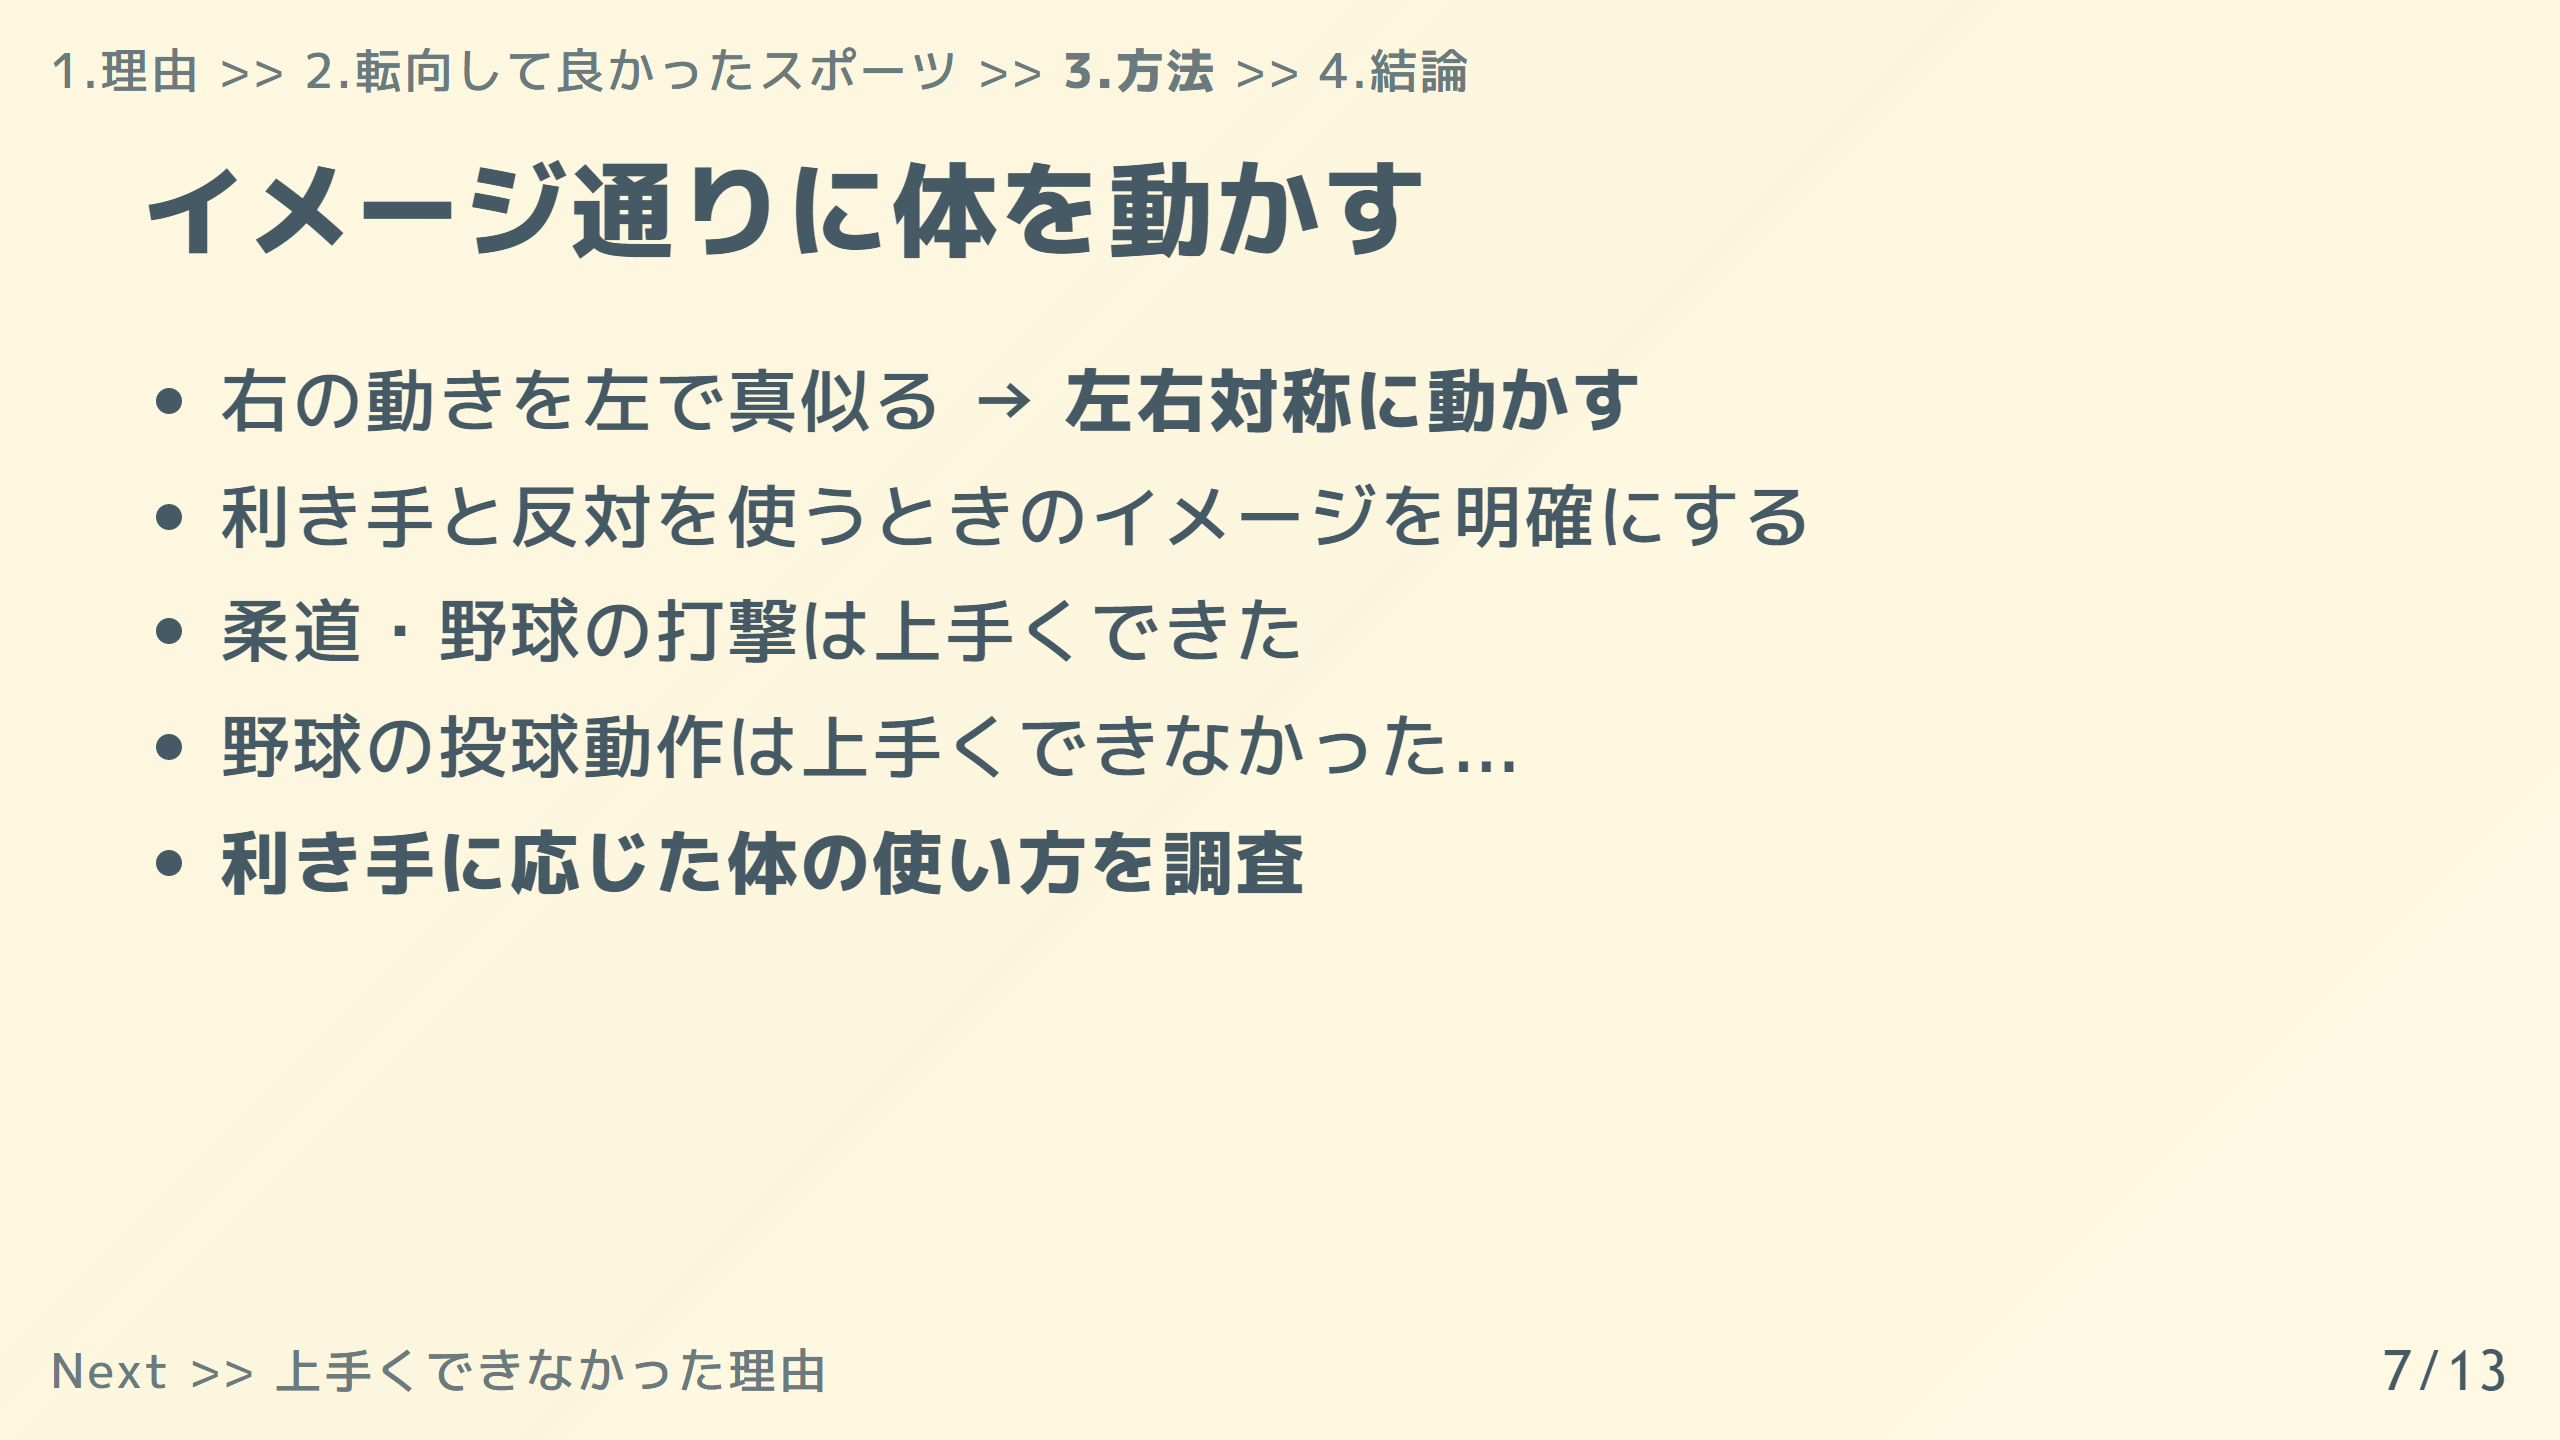 1.理由 >> 2.転向して良かったスポーツ >> 3.方法 >> 4.結論
イメージ通りに体を動かす
• 右の動きを左で真似る → 左右対称に動かす
• 利き手と反対を使うときのイメージを明確にする
• 柔道・野球の打撃は上手くできた
• 野球の投球動作は上手くできなかった...
• 利き手に応じた体の使い方を調査
Next >> 上手くできなかった理由
7/13